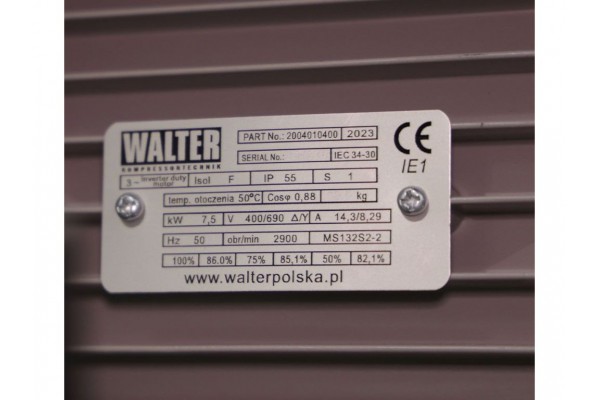 WALTER
KOMPRESSORTECHNIK
PART No.: 2004010400 2023
SERIAL No.: IEC 34-30
CE
IE1
3~ Inverter duty motor Isol F IP 55 S 1
temp. otoczenia 50°C Cosφ 0,88 kg
kW 7,5 V 400/690 Δ/Y A 14,3/8,29
Hz 50 obr/min 2900 MS132S2-2
100% 86.0% 75% 85,1% 50% 82,1%
www.walterpolska.pl